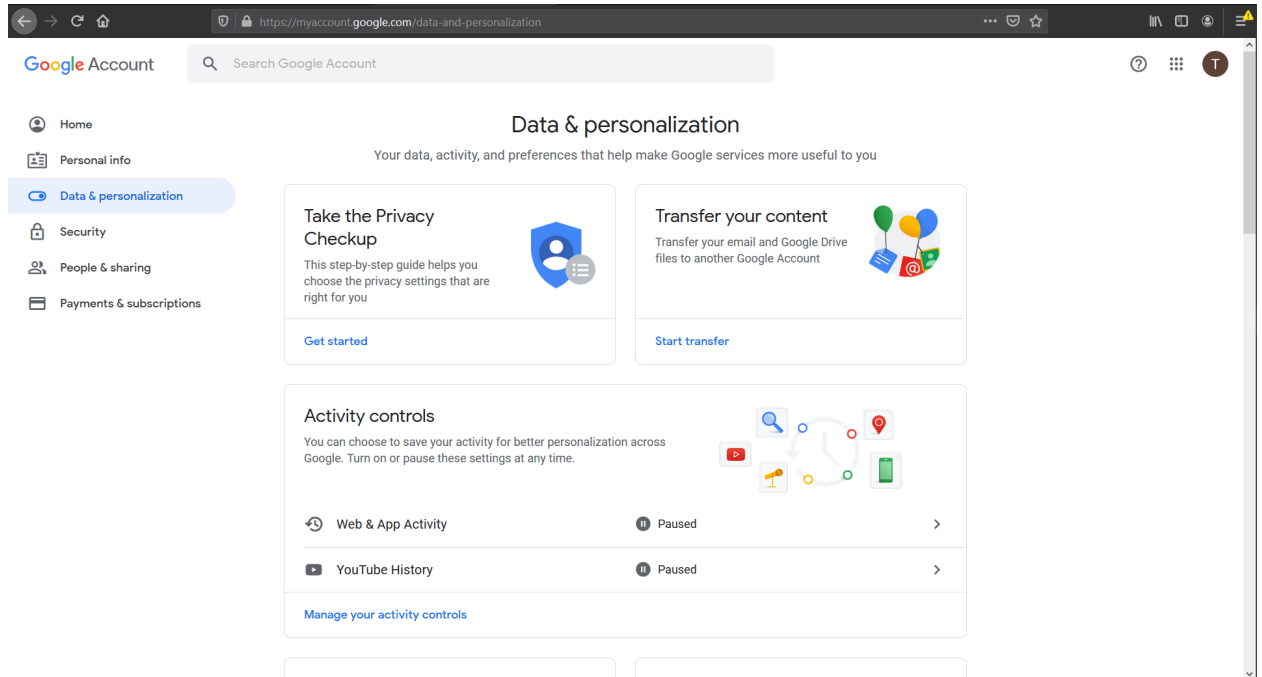 https://myaccount.google.com/data-and-personalization
Google Account
Search Google Account
T
Home
Personal info
Data & personalization
Security
People & sharing
Payments & subscriptions
Data & personalization
Your data, activity, and preferences that help make Google services more useful to you
Take the Privacy
Checkup
This step-by-step guide helps you
choose the privacy settings that are
right for you
Get started
Transfer your content
Transfer your email and Google Drive
files to another Google Account
Start transfer
Activity controls
You can choose to save your activity for better personalization across
Google. Turn on or pause these settings at any time.
Web & App Activity
Paused
YouTube History
Paused
Manage your activity controls